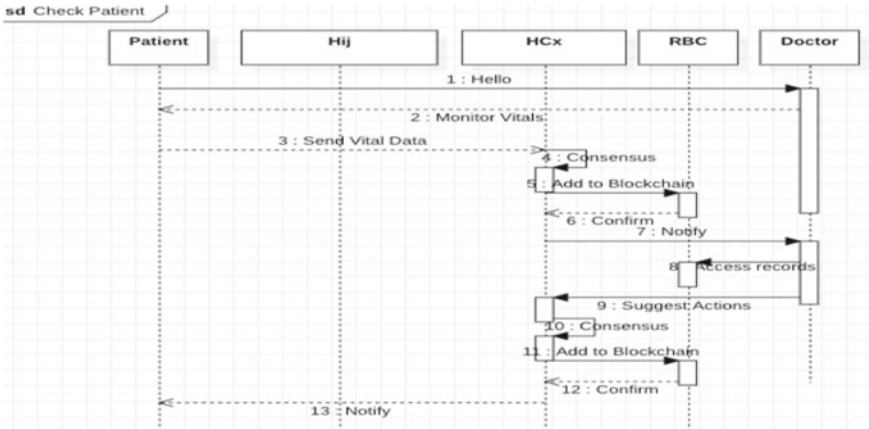 sd Check Patient
Patient Hij HCx RBC Doctor
1 : Hello
2 : Monitor Vitals
3 : Send Vital Data
4 : Consensus
5 : Add to Blockchain
6 : Confirm
7 : Notify
8 : Access records
9 : Suggest Actions
10 : Consensus
11 : Add to Blockchain
12 : Confirm
13 : Notify